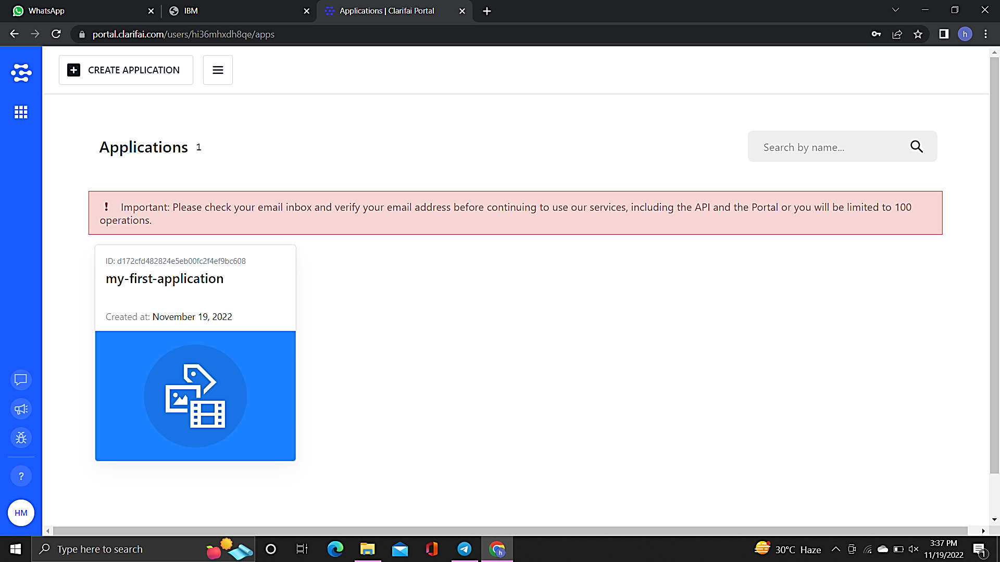 WhatsApp
IBM
Applications | Clarifai Portal
portal.clarifai.com/users/hi36mhxdh8qe/apps
h
CREATE APPLICATION
Applications 1
Search by name...
! Important: Please check your email inbox and verify your email address before continuing to use our services, including the API and the Portal or you will be limited to 100
operations.
ID: d172cfd482824e5eb00fc2f4ef9bc608
my-first-application
Created at: November 19, 2022
?
HM
Type here to search
h
30°C Haze
3:37 PM
11/19/2022
1